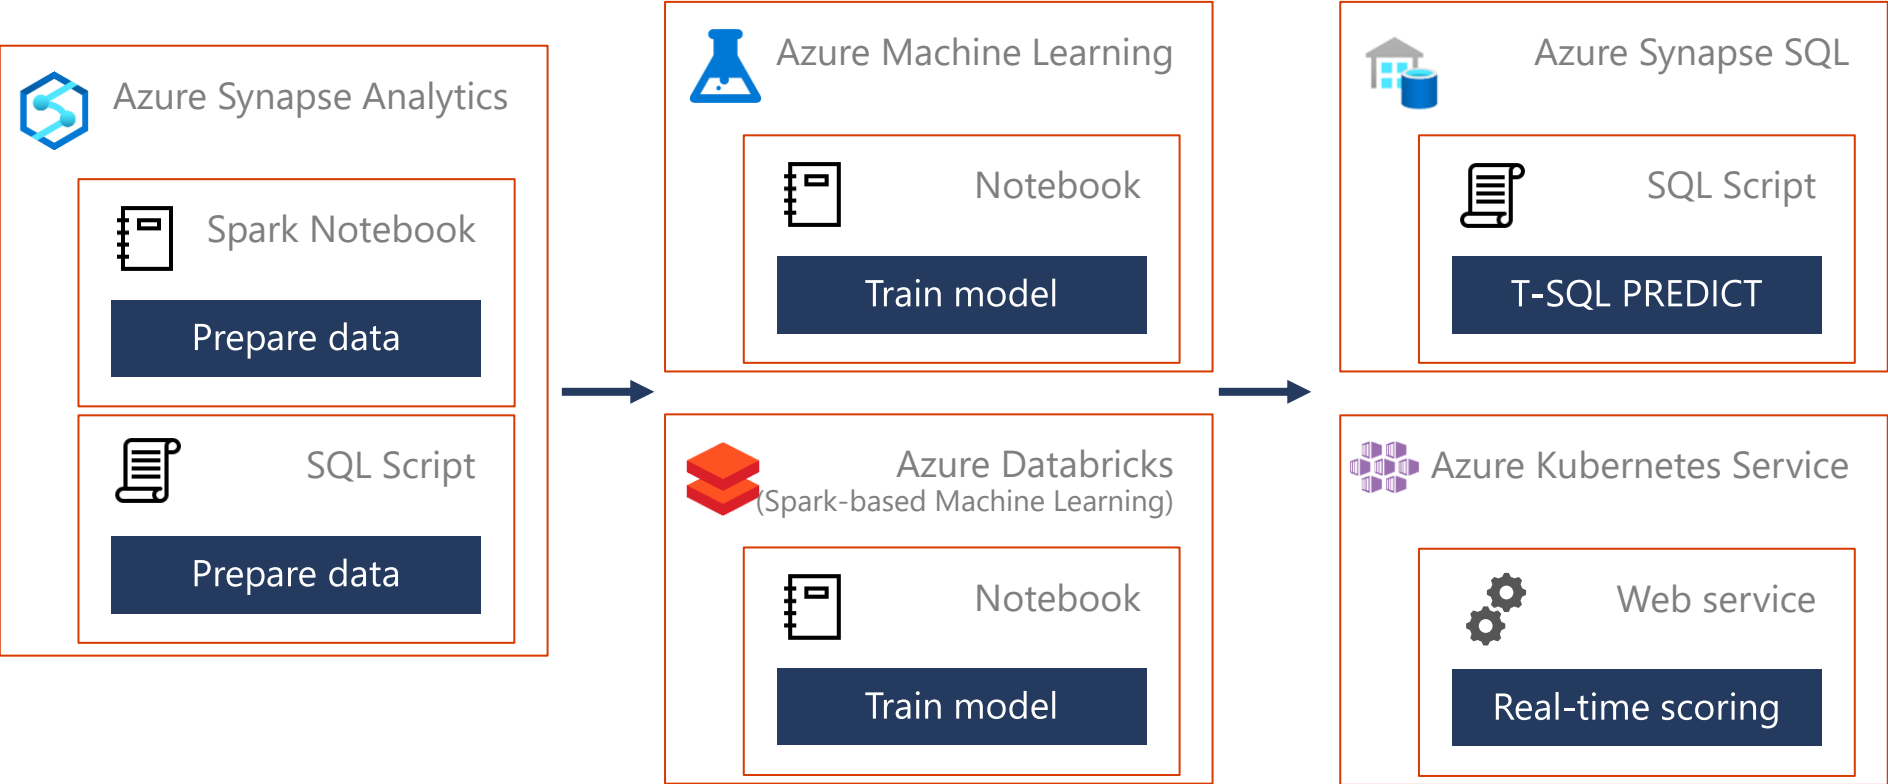 Azure Synapse Analytics
Spark Notebook
Prepare data
SQL Script
Prepare data
Azure Machine Learning
Notebook
Train model
Azure Databricks
(Spark-based Machine Learning)
Notebook
Train model
Azure Synapse SQL
SQL Script
T-SQL PREDICT
Azure Kubernetes Service
Web service
Real-time scoring